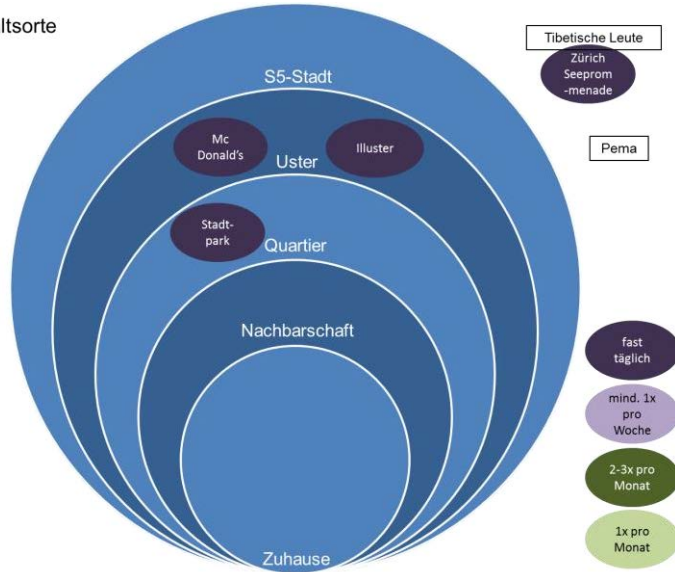 ltsorte
Tibetische Leute
Zürich
Seeprom
-menade
S5-Stadt
Mc
Donald's
Illuster
Pema
Uster
Stadt-
park
Quartier
Nachbarschaft
fast
täglich
mind. 1x
pro
Woche
2-3x pro
Monat
1x pro
Monat
Zuhause